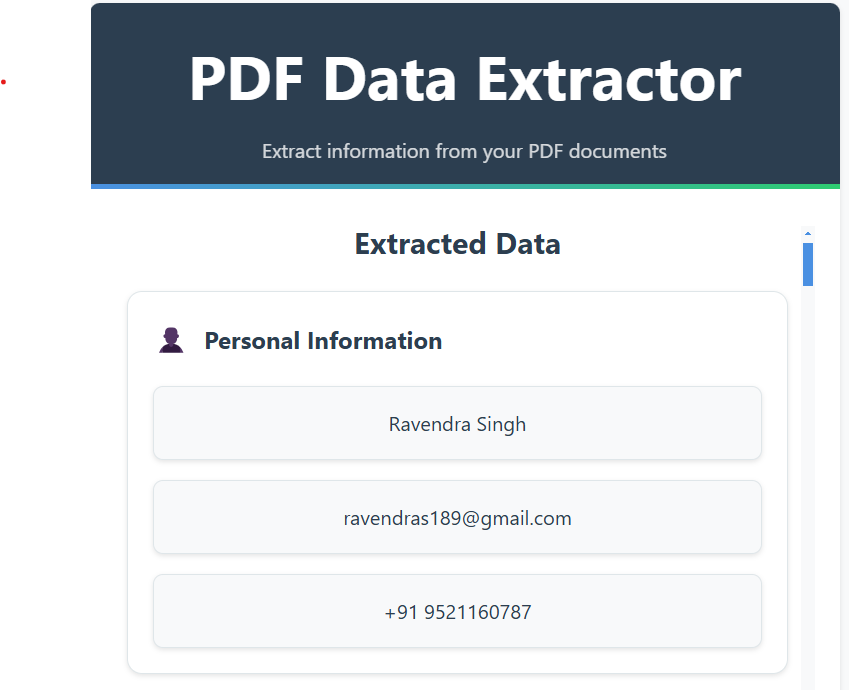 PDF Data Extractor
Extract information from your PDF documents
Extracted Data
Personal Information
Ravendra Singh
ravendras189@gmail.com
+91 9521160787